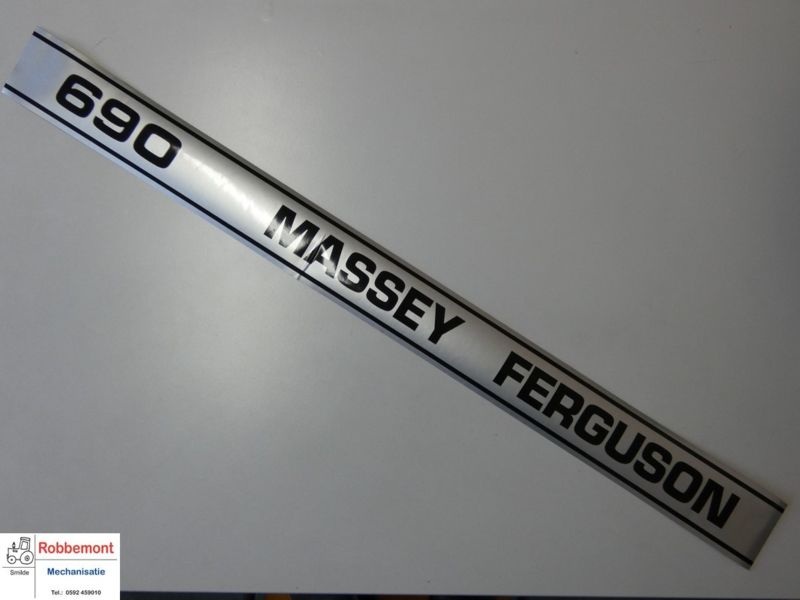 690 MASSEY FERGUSON
Robbemont
Smilde Mechanisatie
Tel.: 0592 459010